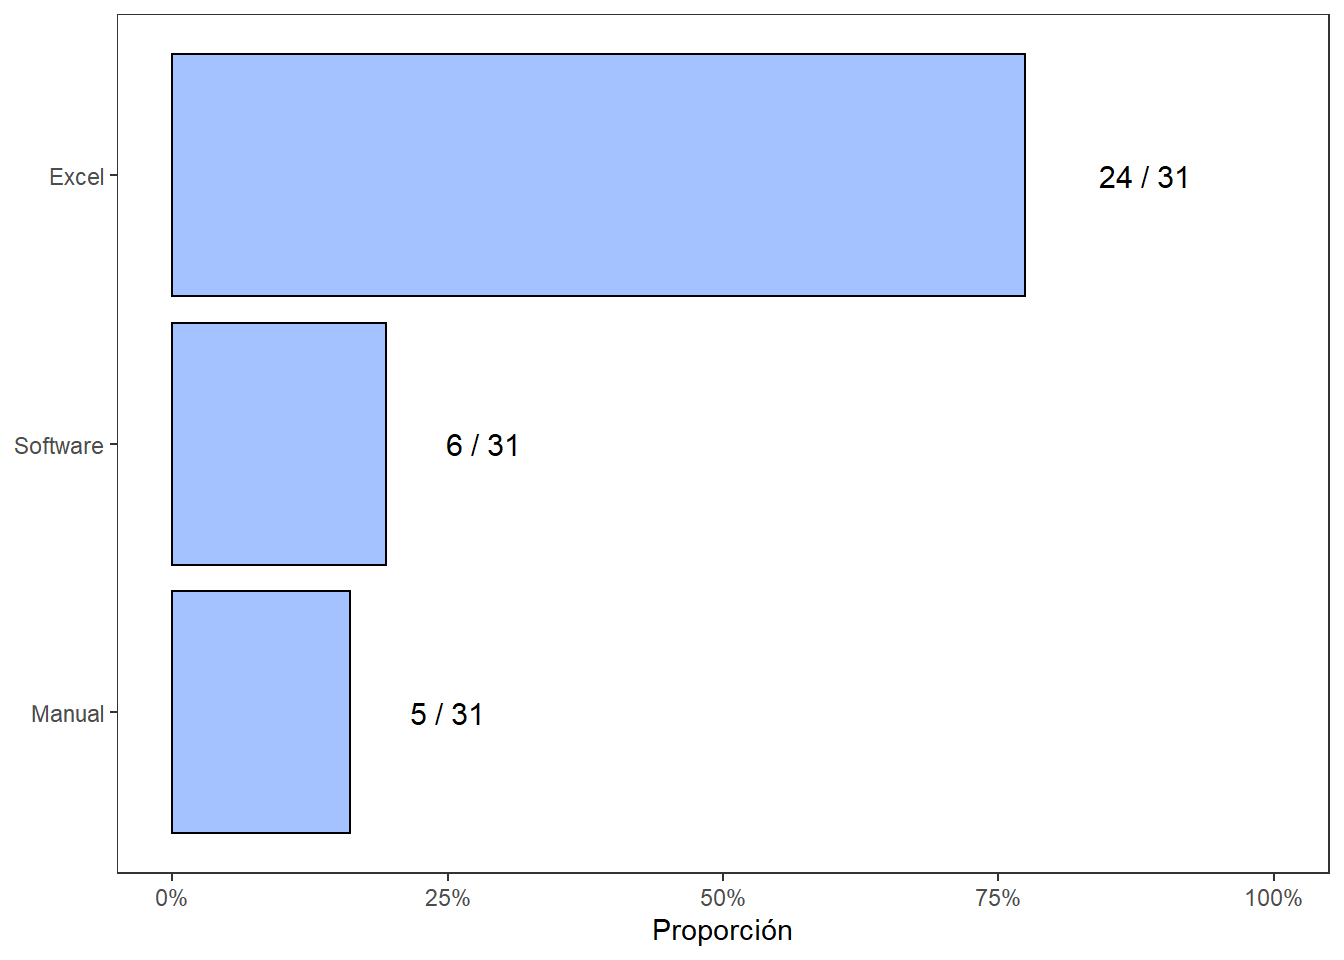 Excel
24 / 31
Software
6 / 31
Manual
5 / 31
0% 25% 50% 75% 100%
Proporción